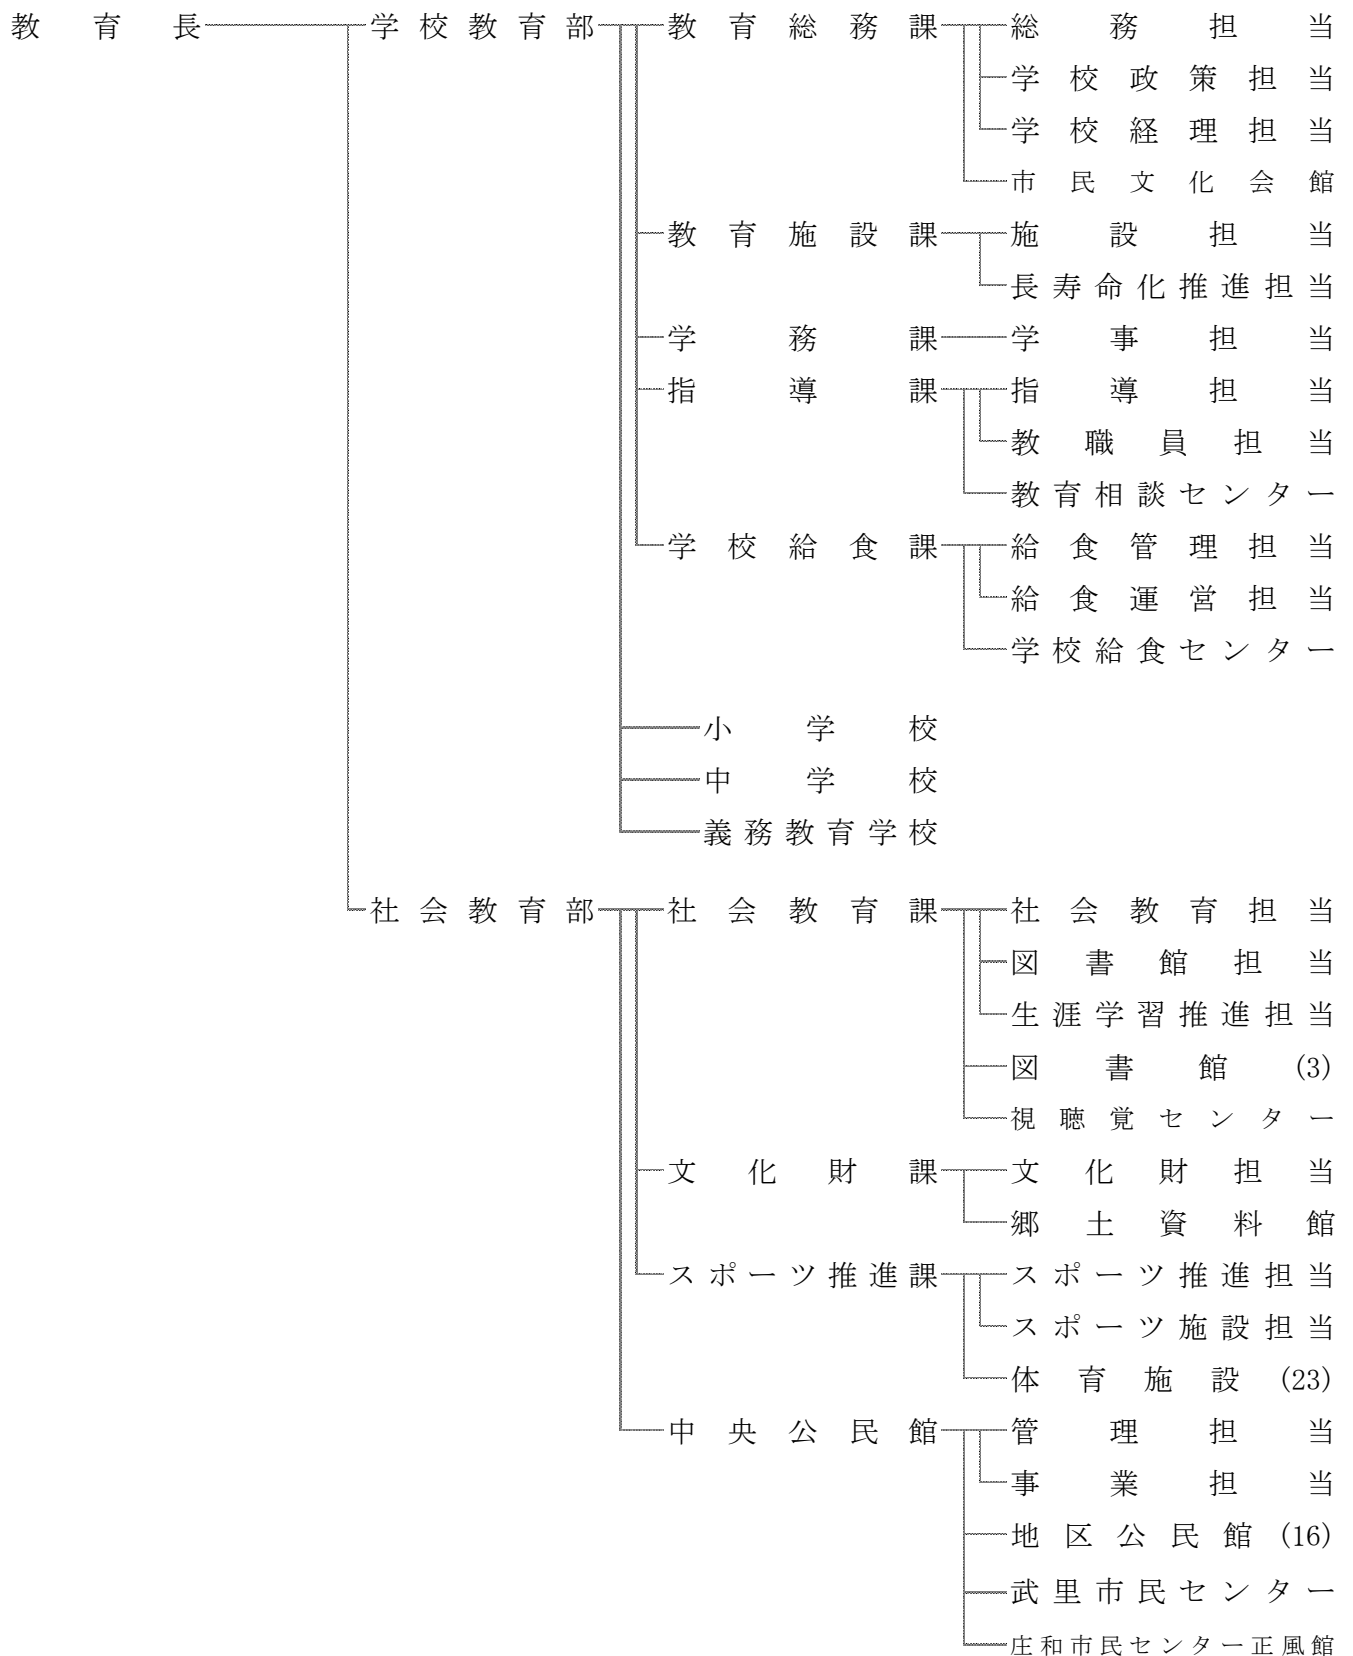 教育長 学校教育部 教育総務課 総務担当
学校政策担当
学校経理担当
市民文化会館
教育施設課 施設担当
長寿命化推進担当
学務課 学事担当
指導課 指導担当
教職員担当
教育相談センター
学校給食課 給食管理担当
給食運営担当
学校給食センター
小学校
中学校
義務教育学校
社会教育部 社会教育課 社会教育担当
図書館担当
生涯学習推進担当
図書館(3)
視聴覚センター
文化財課 文化財担当
郷土資料館
スポーツ推進課 スポーツ推進担当
スポーツ施設担当
体育施設(23)
中央公民館 管理担当
事業担当
地区公民館(16)
武里市民センター
庄和市民センター正風館